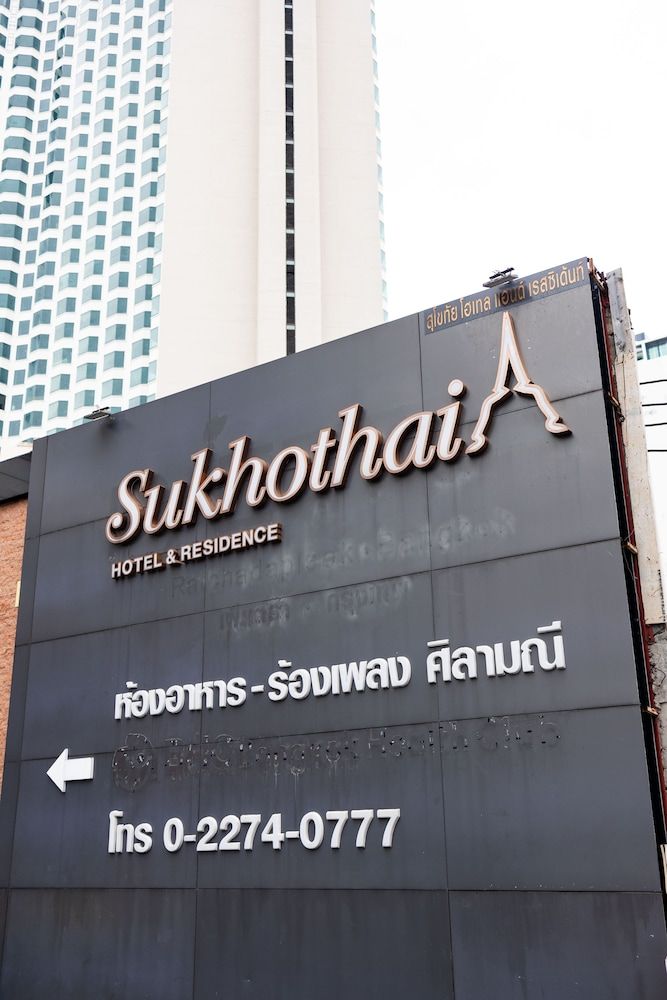 สุโขทัย โฮเทล แอนด์ เรสซิเด้นท์
Sukhothai
HOTEL & RESIDENCE
ห้องอาหาร - ร้องเพลง ศิลามณี
โทร 0-2274-0777